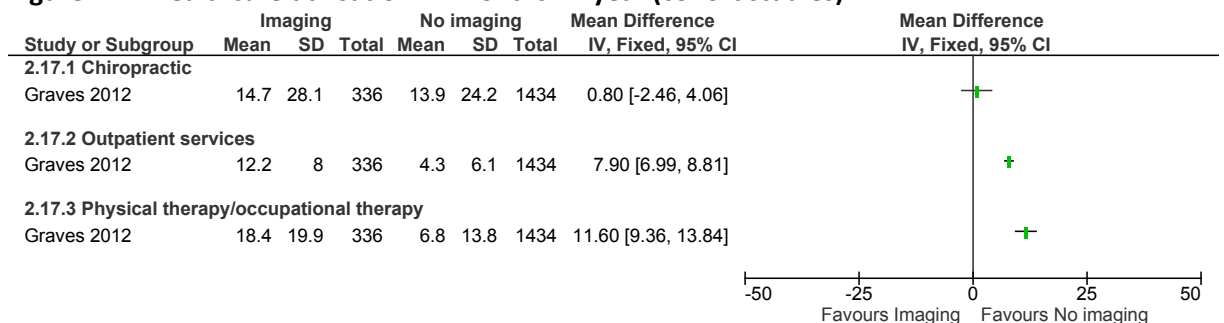 Imaging No imaging Mean Difference Mean Difference
Study or Subgroup Mean SD Total Mean SD Total IV, Fixed, 95% CI IV, Fixed, 95% CI
2.17.1 Chiropractic
Graves 2012 14.7 28.1 336 13.9 24.2 1434 0.80 [-2.46, 4.06]
2.17.2 Outpatient services
Graves 2012 12.2 8 336 4.3 6.1 1434 7.90 [6.99, 8.81]
2.17.3 Physical therapy/occupational therapy
Graves 2012 18.4 19.9 336 6.8 13.8 1434 11.60 [9.36, 13.84]
-50 -25 0 25 50
Favours Imaging Favours No imaging